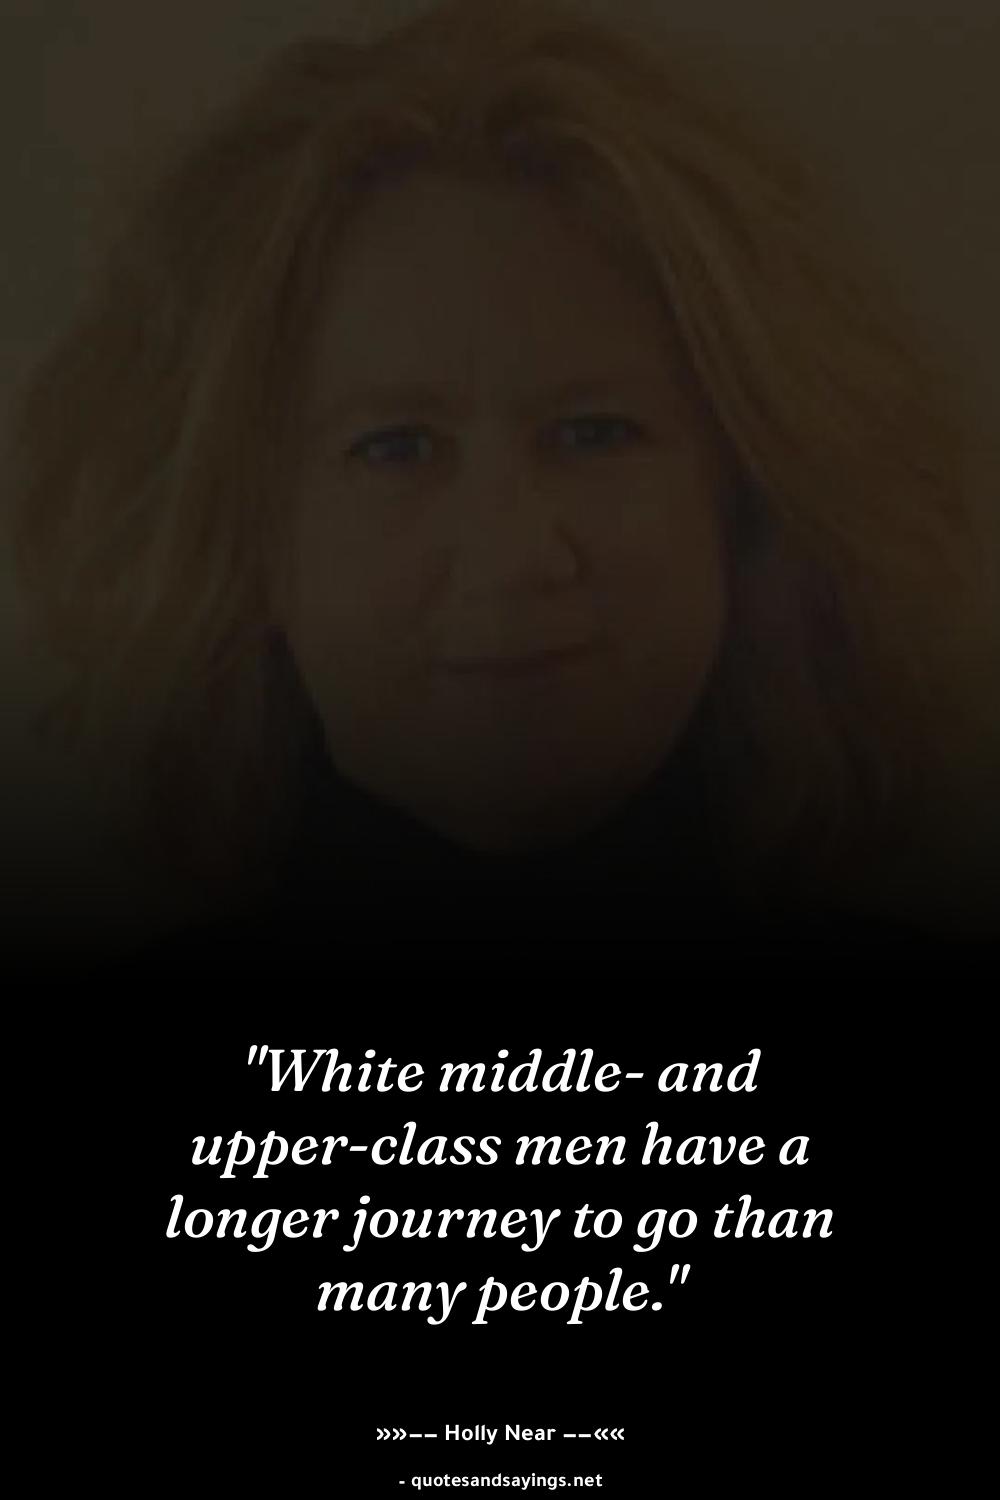 "White middle- and
upper-class men have a
longer journey to go than
many people."
»»−− Holly Near −−««
- quotesandsayings.net